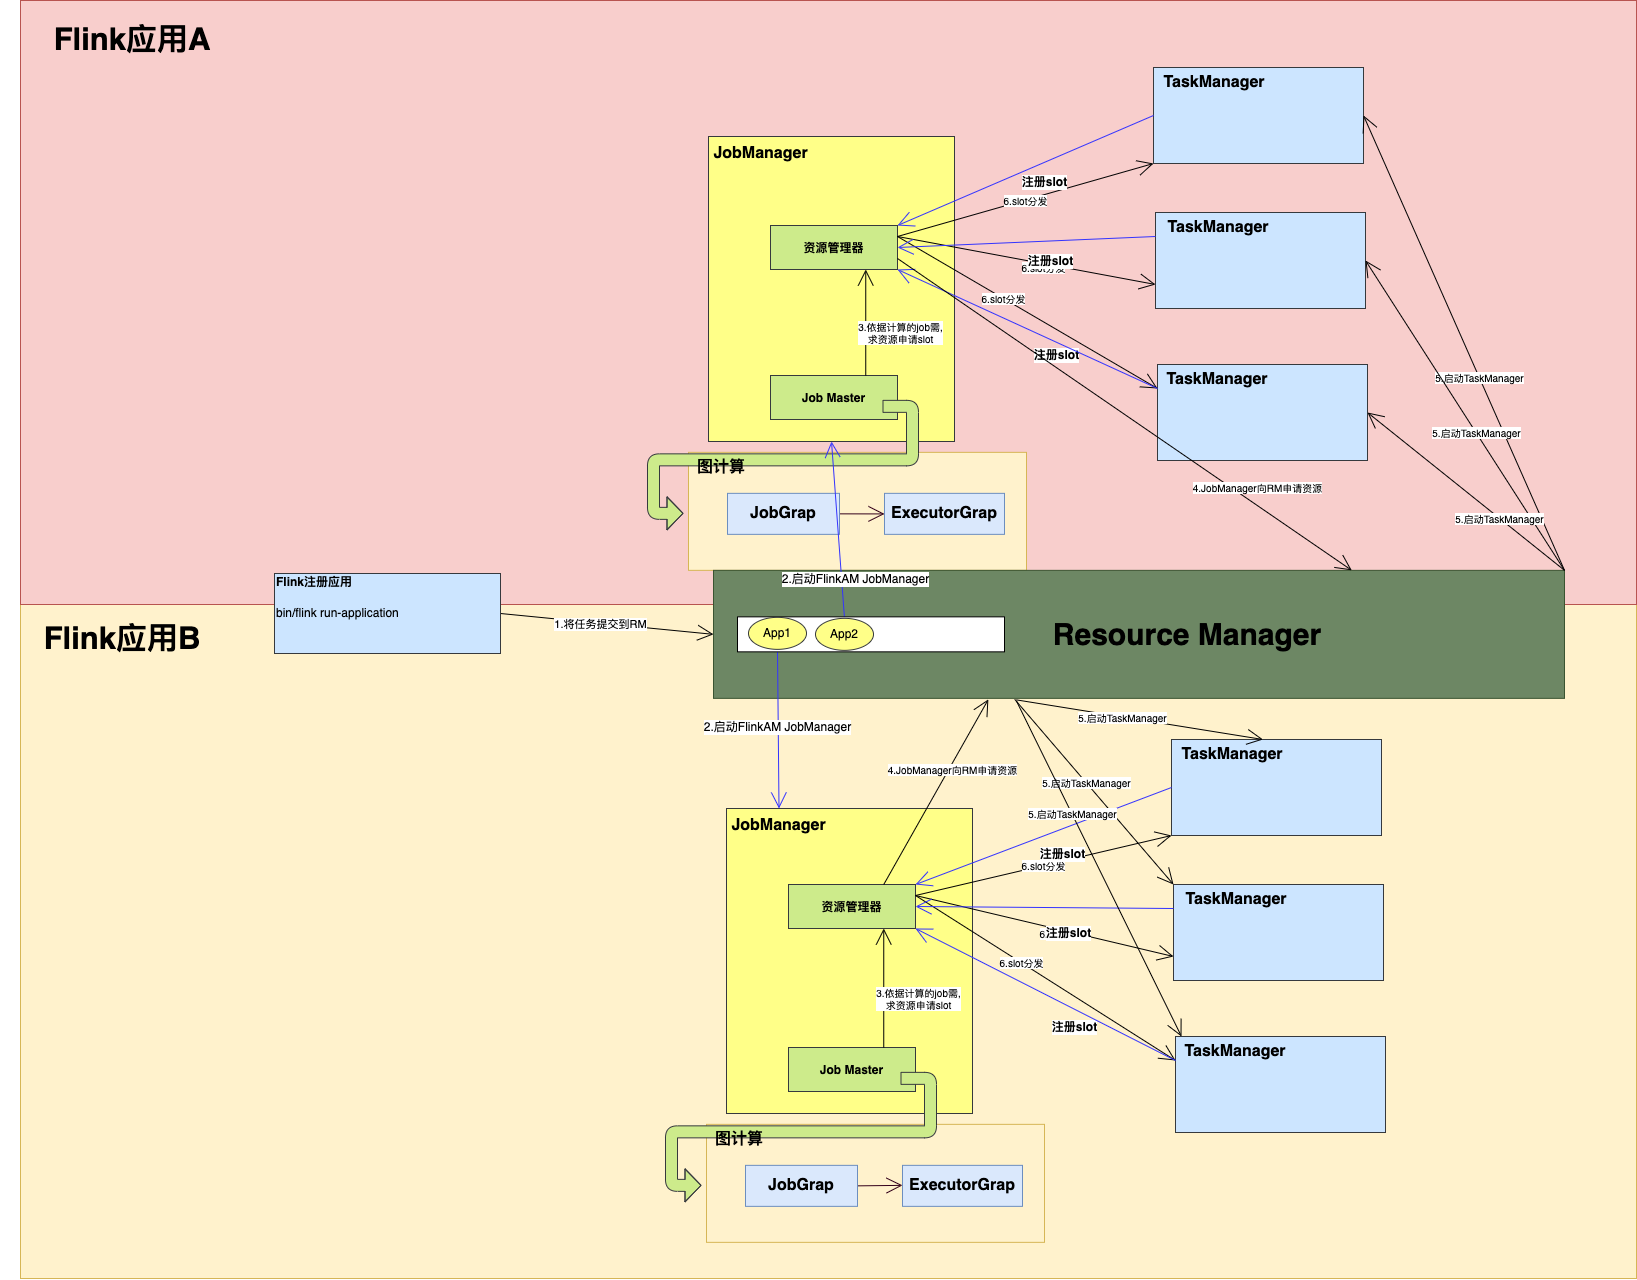 Flink应用A
TaskManager
JobManager
注册slot
6.slot分发
TaskManager
资源管理器
注册slot
6.slot分发
6.slot分发
3.依据计算的job需,
求资源申请slot
注册slot
TaskManager
5.启动TaskManager
Job Master
5.启动TaskManager
图计算
4.JobManager向RM申请资源
JobGrap
ExecutorGrap
5.启动TaskManager
Flink注册应用
bin/flink run-application
2.启动FlinkAM JobManager
1.将任务提交到RM
Flink应用B
App1
App2
Resource Manager
2.启动FlinkAM JobManager
5.启动TaskManager
TaskManager
4.JobManager向RM申请资源
5.启动TaskManager
5.启动TaskManager
JobManager
注册slot
6.slot分发
TaskManager
资源管理器
6
注册slot
6.slot分发
3.依据计算的job需,
求资源申请slot
注册slot
TaskManager
Job Master
图计算
JobGrap
ExecutorGrap